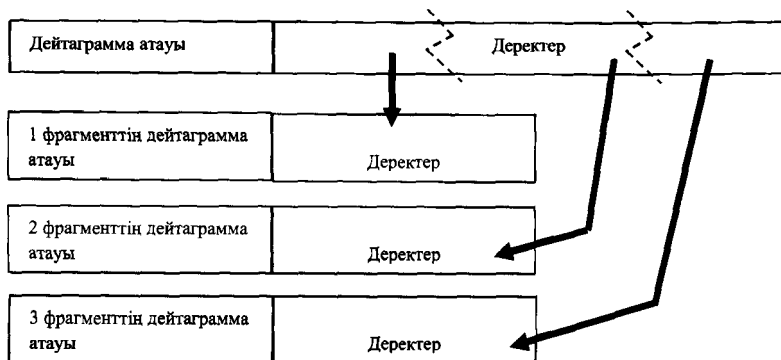 Дейтаграмма атауы
Деректер
1 фрагменттің дейтаграмма
атауы
Деректер
2 фрагменттің дейтаграмма
атауы
Деректер
3 фрагменттің дейтаграмма
атауы
Деректер